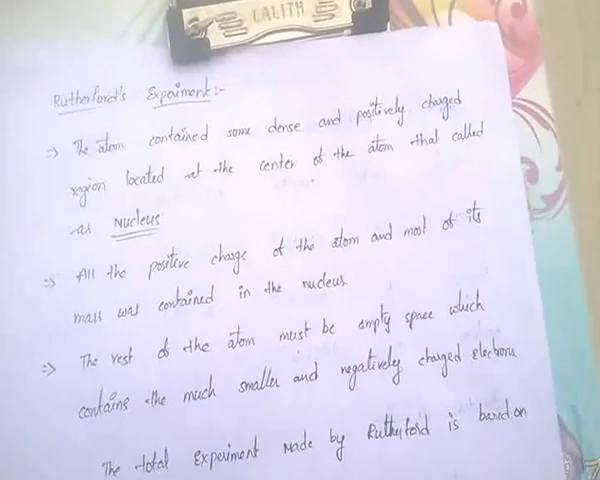 LALITH
Rutherford's Expeiment:-
=> The atom contained some dense and positively charged
region located at the center of the atom that called
as Nucleus
=> All the positive charge of the atom and most of its
mass was contained in the nucleus.
=> The rest of the atom must be empty space which
contains the much smaller and negatively charged electrons
The total Experiment Made by Rutherford is based on